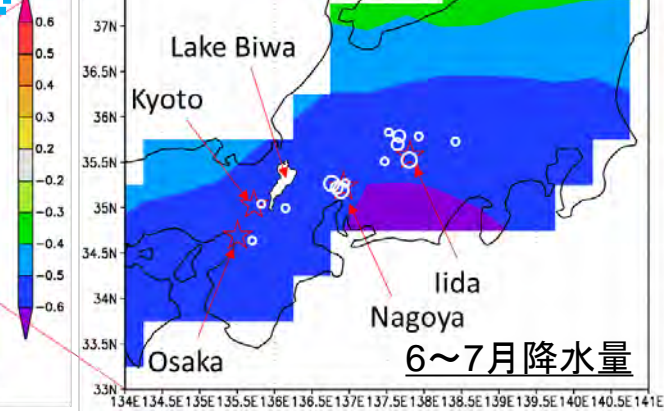 0.6
0.5
0.4
0.3
0.2
−0.2
−0.3
−0.4
−0.5
−0.6
37N
36.5N
36N
35.5N
35N
34.5N
34N
33.5N
33N
Lake Biwa
Kyoto
Iida
Nagoya
Osaka
6〜7月降水量
134E 134.5E 135E 135.5E 136E 136.5E 137E 137.5E 138E 138.5E 139E 139.5E 140E 140.5E 141E